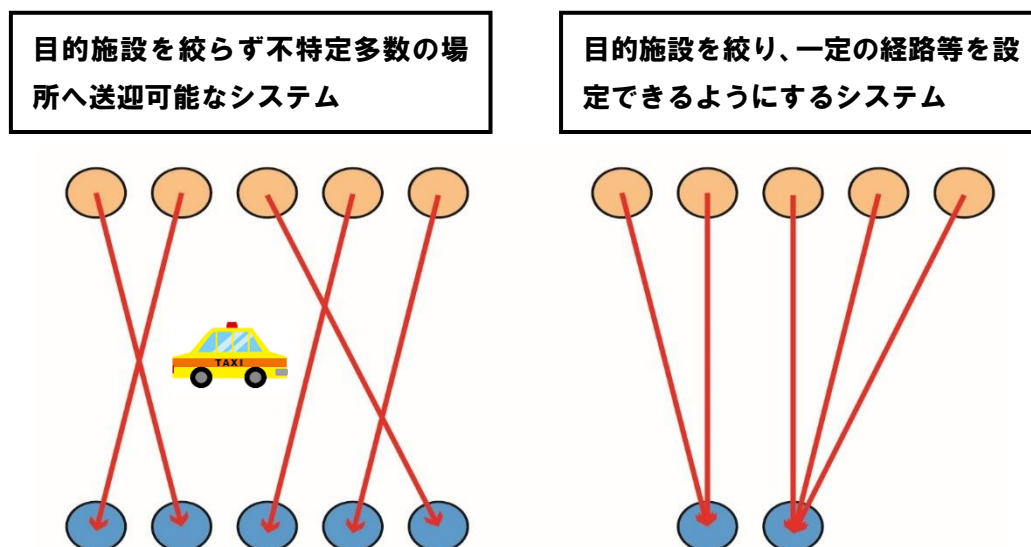 目的施設を絞らず不特定多数の場
所へ送迎可能なシステム
目的施設を絞り、一定の経路等を設
定できるようにするシステム
TAXI